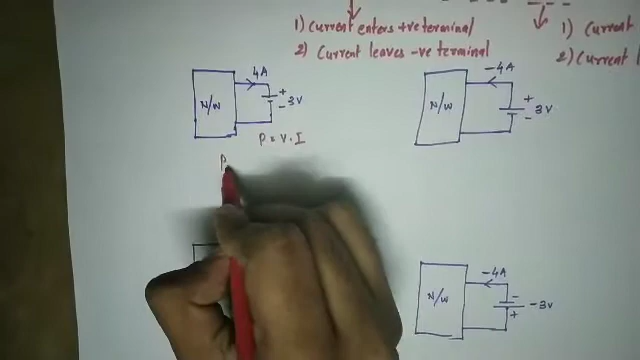 1) Current enters +ve terminal
1) Current
2) Current leaves -ve terminal
2) Current
4A
+
-
3V
N/W
P = V . I
P
-4A
+
-
3V
N/W
-4A
-
+
-3V
N/W